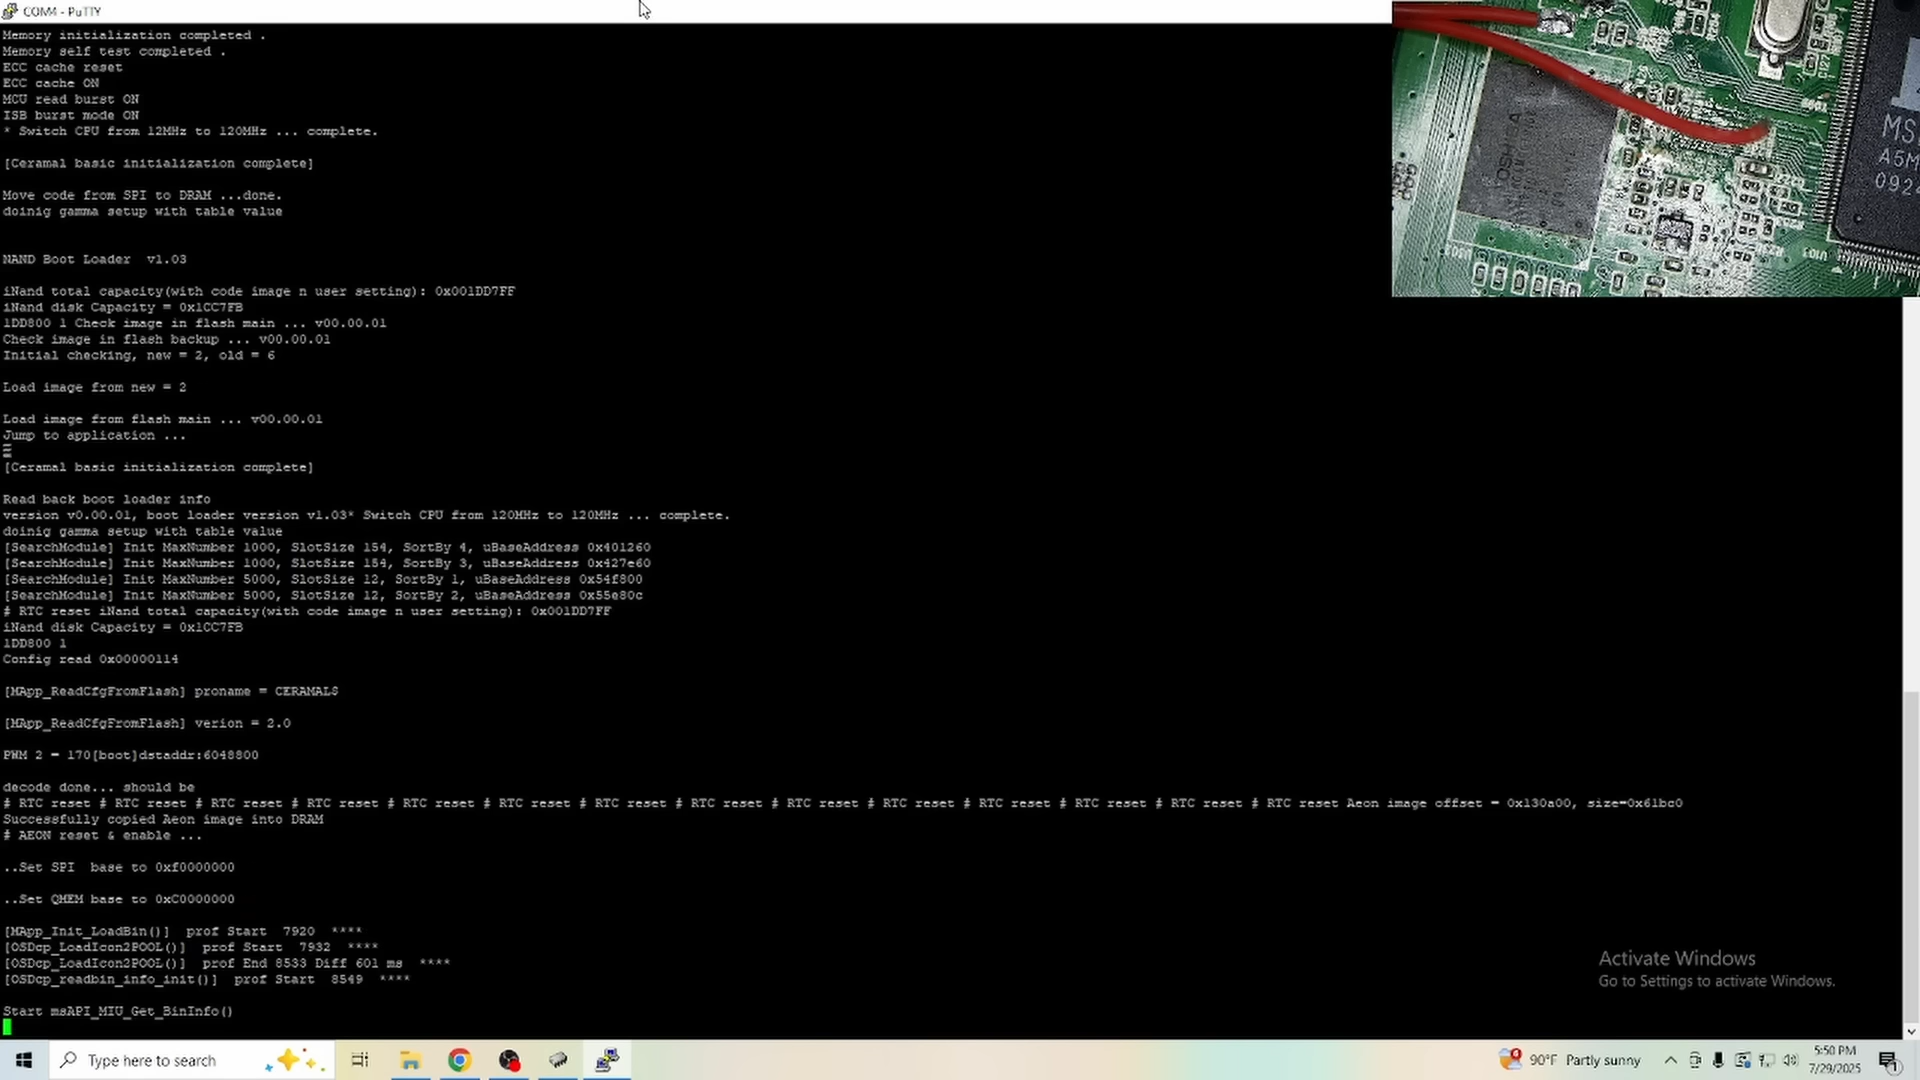 COM4 - PuTTY
Memory initialization completed .
Memory self test completed .
ECC cache reset
ECC cache ON
MCU read burst ON
ISB burst mode ON
* Switch CPU from 12MHz to 120MHz ... complete.
[Ceramal basic initialization complete]
Move code from SPI to DRAM ...done.
doinig gamma setup with table value
NAND Boot Loader  v1.03
iNand total capacity(with code image n user setting): 0x001DD7FF
iNand disk Capacity = 0x1CC7FB
1DD800 1 Check image in flash main ... v00.00.01
Check image in flash backup ... v00.00.01
Initial checking, new = 2, old = 6
Load image from new = 2
Load image from flash main ... v00.00.01
Jump to application ...
[Ceramal basic initialization complete]
Read back boot loader info
version v0.00.01, boot loader version v1.03* Switch CPU from 120MHz to 120MHz ... complete.
doinig gamma setup with table value
[SearchModule] Init MaxNumber 1000, SlotSize 154, SortBy 4, uBaseAddress 0x401260
[SearchModule] Init MaxNumber 1000, SlotSize 154, SortBy 3, uBaseAddress 0x427e60
[SearchModule] Init MaxNumber 5000, SlotSize 12, SortBy 1, uBaseAddress 0x54f800
[SearchModule] Init MaxNumber 5000, SlotSize 12, SortBy 2, uBaseAddress 0x55e80c
# RTC reset iNand total capacity(with code image n user setting): 0x001DD7FF
iNand disk Capacity = 0x1CC7FB
1DD800 1
Config read 0x00000114
[MApp_ReadCfgFromFlash] proname = CERAMALS
[MApp_ReadCfgFromFlash] verion = 2.0
PWM 2 = 170[boot]dstaddr:6048800
decode done... should be
# RTC reset # RTC reset # RTC reset # RTC reset # RTC reset # RTC reset # RTC reset # RTC reset # RTC reset # RTC reset # RTC reset # RTC reset # RTC reset # RTC reset Aeon image offset = 0x130a00, size=0x61bc0
Successfully copied Aeon image into DRAM
# AEON reset & enable ...
..Set SPI  base to 0xf0000000
..Set QMEM base to 0xC0000000
[MApp_Init_LoadBin()]  prof Start  7920  ****
[OSDcp_LoadIcon2POOL()]  prof Start  7932  ****
[OSDcp_LoadIcon2POOL()]  prof End 8533 Diff 601 ms  ****
[OSDcp_readbin_info_init()]  prof Start  8549  ****
Start msAPI_MIU_Get_BinInfo()
MS
A5M
092
Activate Windows
Go to Settings to activate Windows.
Type here to search
90°F Partly sunny
5:50 PM
7/29/2025